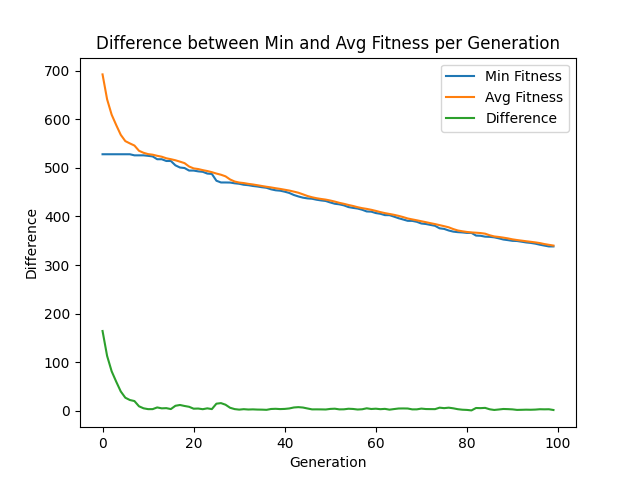 Difference between Min and Avg Fitness per Generation
Min Fitness
Avg Fitness
Difference
Difference
700
600
500
400
300
200
100
0
0 20 40 60 80 100
Generation